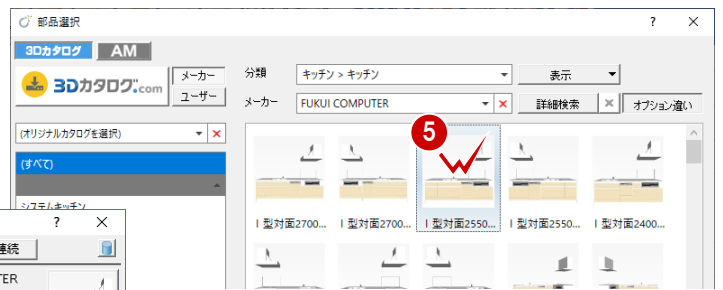 部品選択
? ×
3Dカタログ AM
3Dカタログ.com
メーカー
ユーザー
分類 キッチン > キッチン 表示
メーカー FUKUI COMPUTER 詳細検索 オプション違い
(オリジナルカタログを選択)
(すべて)
システムキッチン
5
I型対面2700... I型対面2700... I型対面2550... I型対面2550... I型対面2400...
? ×
連続
TER